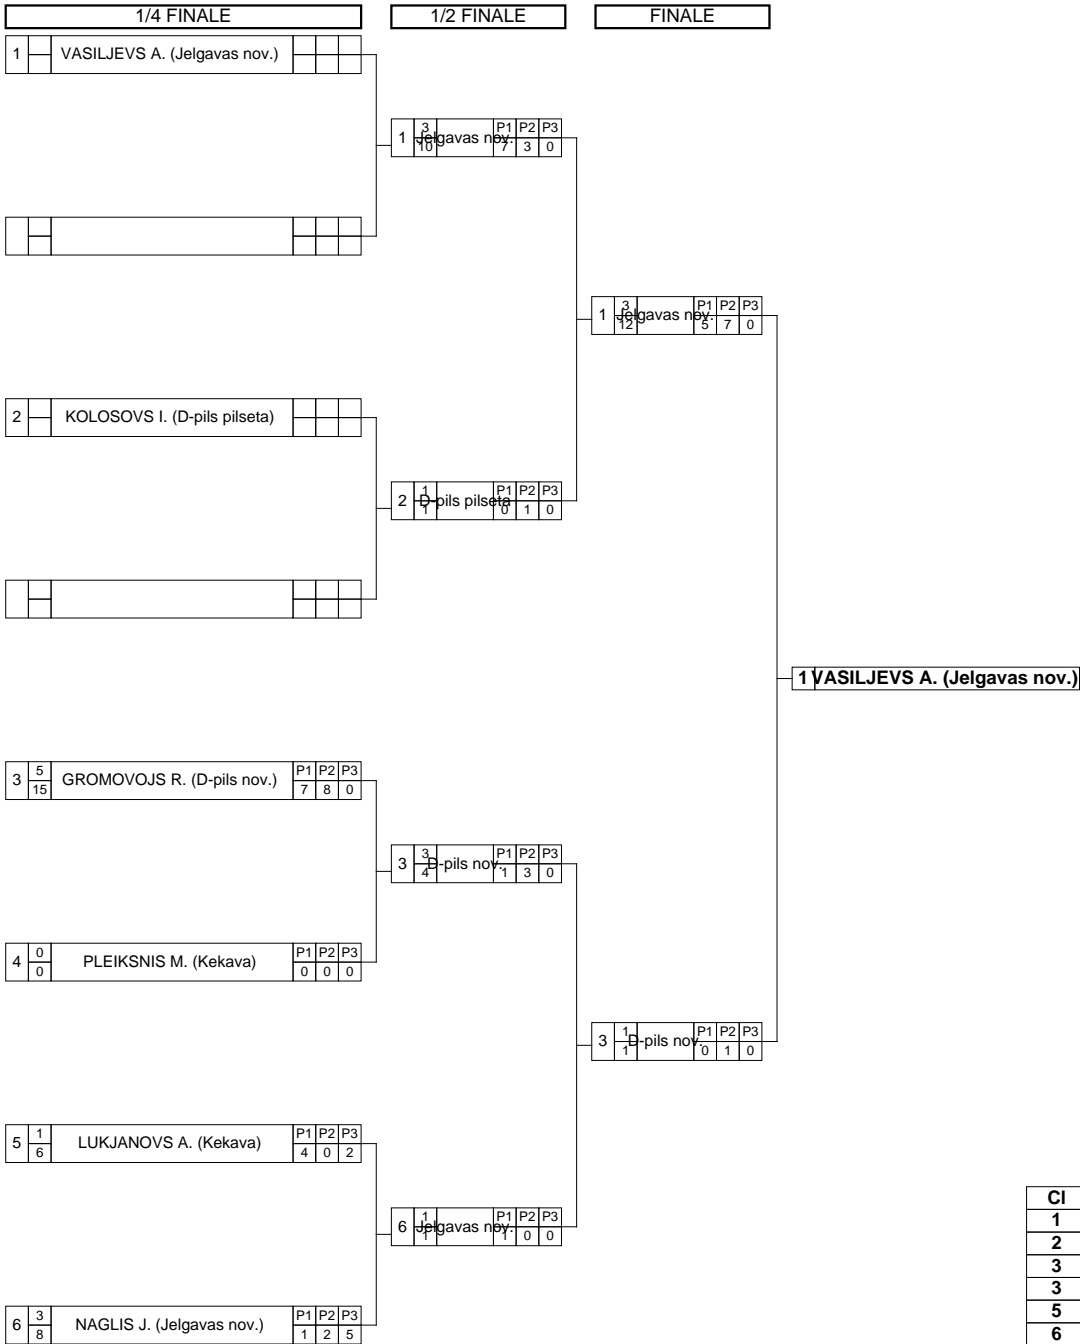 1/4 FINALE 1/2 FINALE FINALE
1 VASILJEVS A. (Jelgavas nov.)
3 P1 P2 P3
1 Jelgavas nov.
10 7 3 0
3 P1 P2 P3
1 Jelgavas nov.
12 5 7 0
2 KOLOSOVS I. (D-pils pilseta)
1 P1 P2 P3
2 D-pils pilseta
1 0 1 0
1 VASILJEVS A. (Jelgavas nov.)
5 P1 P2 P3
3 GROMOVOJS R. (D-pils nov.)
15 7 8 0
3 P1 P2 P3
3 D-pils nov.
4 1 3 0
0 P1 P2 P3
4 PLEIKSNIS M. (Kekava)
0 0 0 0
1 P1 P2 P3
3 D-pils nov.
1 0 1 0
1 P1 P2 P3
5 LUKJANOVS A. (Kekava)
6 4 0 2
1 P1 P2 P3
6 Jelgavas nov.
1 1 0 0
3 P1 P2 P3
6 NAGLIS J. (Jelgavas nov.)
8 1 2 5
Cl
1
2
3
3
5
6